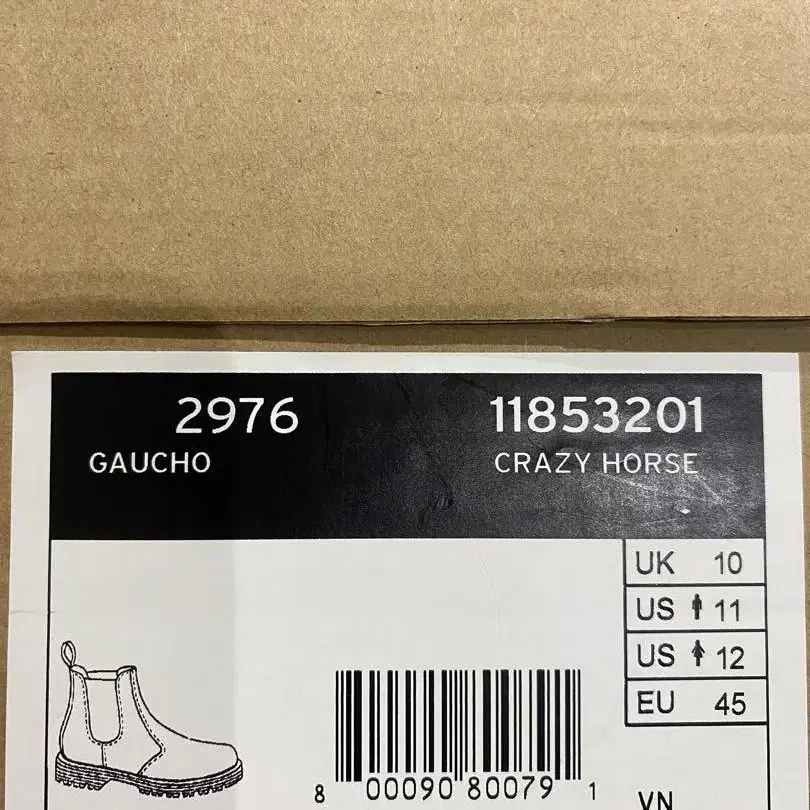 2976 11853201
GAUCHO CRAZY HORSE
UK 10
US 11
US 12
EU 45
8 00090 80079 1
VN